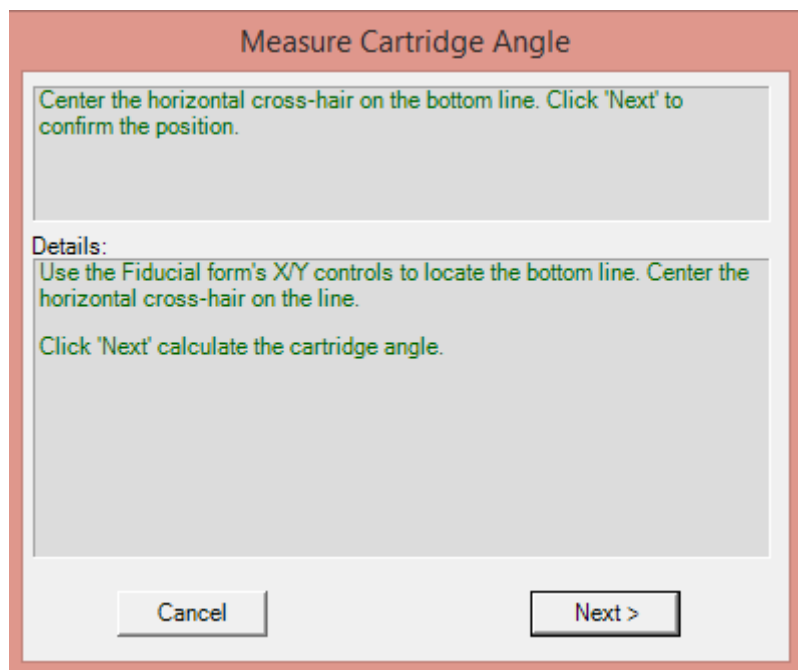 Measure Cartridge Angle
Center the horizontal cross-hair on the bottom line. Click 'Next' to
confirm the position.
Details:
Use the Fiducial form's X/Y controls to locate the bottom line. Center the
horizontal cross-hair on the line.
Click 'Next' calculate the cartridge angle.
Cancel
Next >